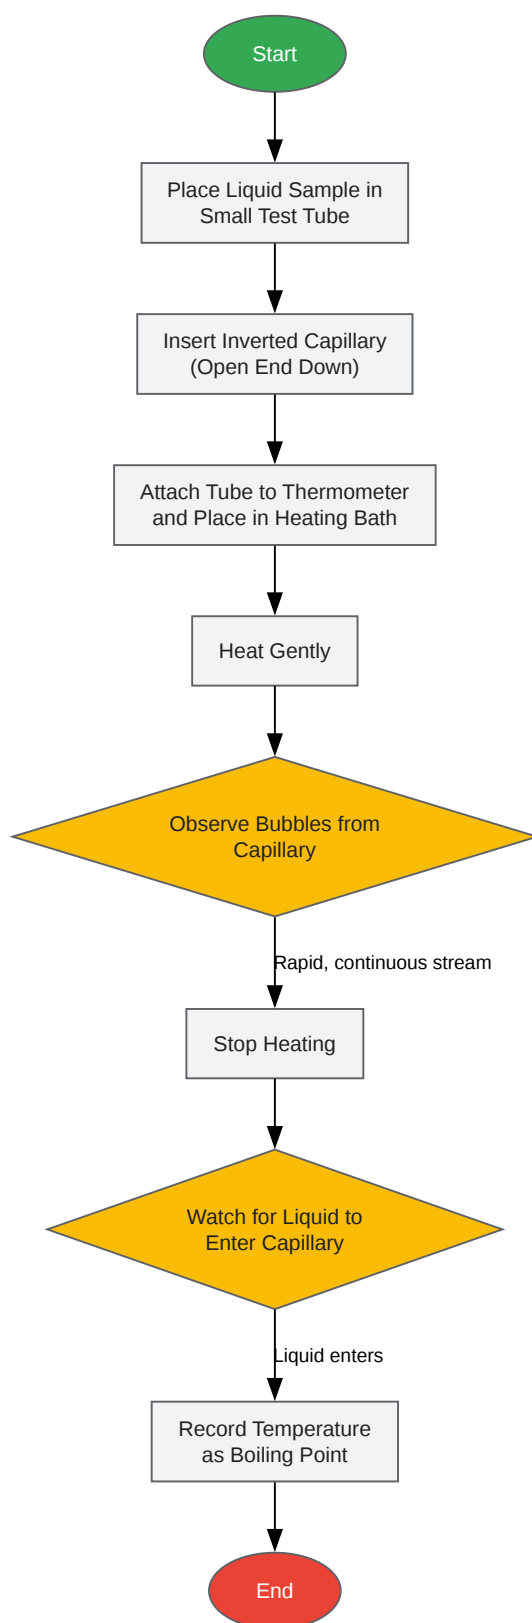 Start
Place Liquid Sample in
Small Test Tube
Insert Inverted Capillary
(Open End Down)
Attach Tube to Thermometer
and Place in Heating Bath
Heat Gently
Observe Bubbles from
Capillary
Rapid, continuous stream
Stop Heating
Watch for Liquid to
Enter Capillary
Liquid enters
Record Temperature
as Boiling Point
End